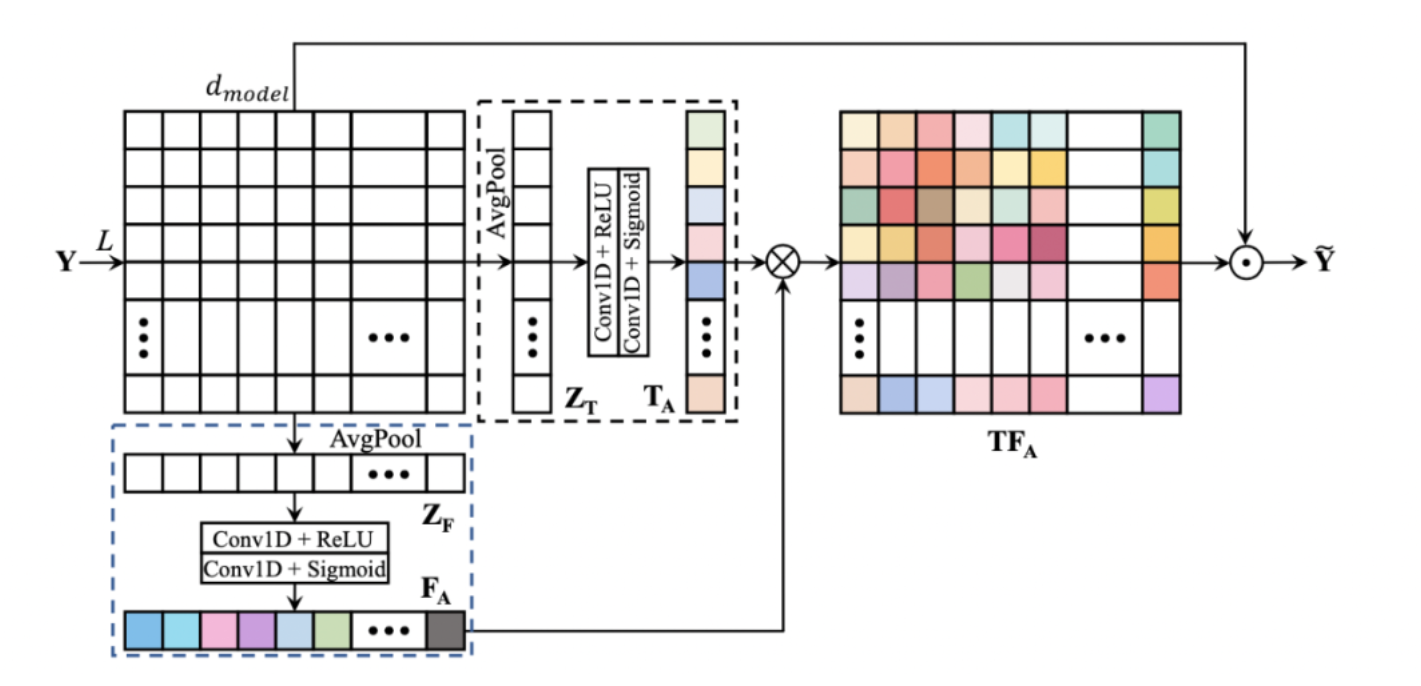 d_model
Y
L
AvgPool
Conv1D + ReLU
Conv1D + Sigmoid
Z_T
T_A
TF_A
Ỹ
AvgPool
Z_F
Conv1D + ReLU
Conv1D + Sigmoid
F_A